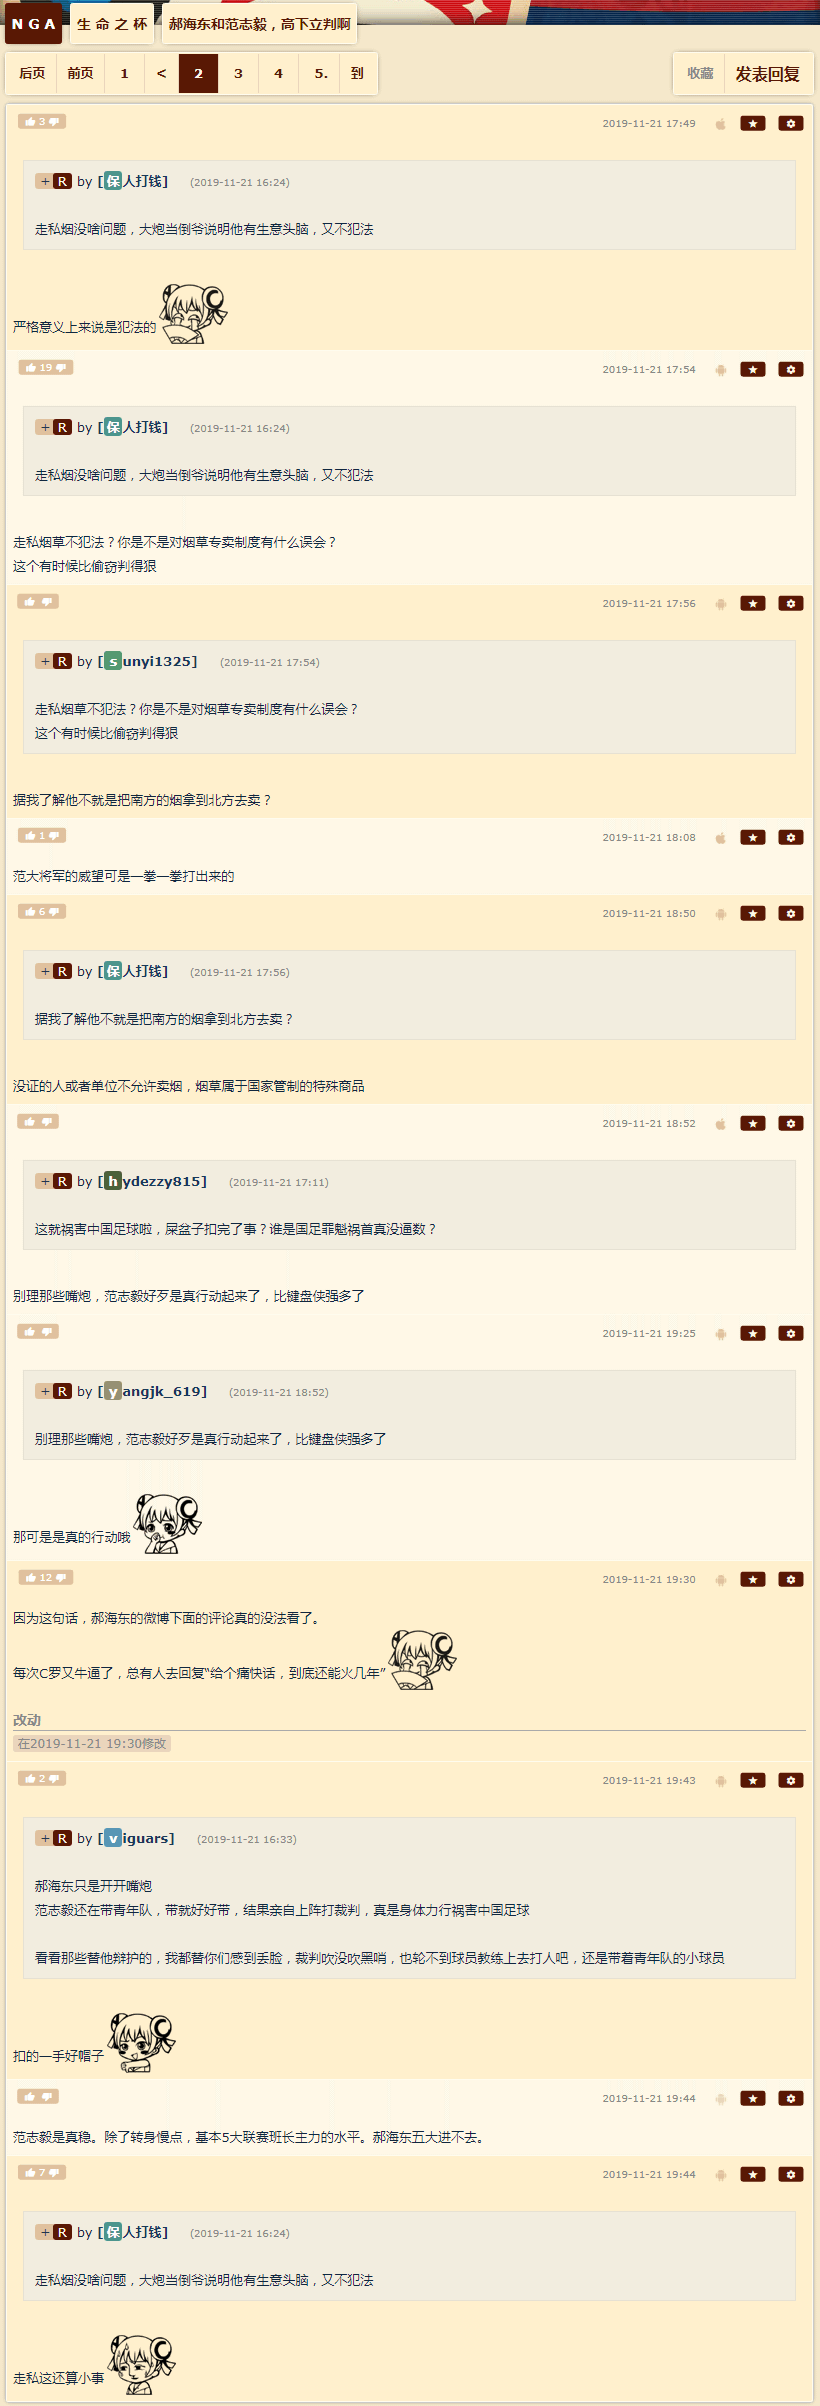 NGA 生命之杯 郝海东和范志毅，高下立判啊
后页 前页 1 < 2 3 4 5. 到 收藏 发表回复
3 2019-11-21 17:49
+ R by [保人打钱] (2019-11-21 16:24)
走私烟没啥问题，大炮当倒爷说明他有生意头脑，又不犯法
严格意义上来说是犯法的
19 2019-11-21 17:54
+ R by [保人打钱] (2019-11-21 16:24)
走私烟没啥问题，大炮当倒爷说明他有生意头脑，又不犯法
走私烟草不犯法？你是不是对烟草专卖制度有什么误会？
这个有时候比偷窃判得狠
2019-11-21 17:56
+ R by [sunyi1325] (2019-11-21 17:54)
走私烟草不犯法？你是不是对烟草专卖制度有什么误会？
这个有时候比偷窃判得狠
据我了解他不就是把南方的烟拿到北方去卖？
1 2019-11-21 18:08
范大将军的威望可是一拳一拳打出来的
6 2019-11-21 18:50
+ R by [保人打钱] (2019-11-21 17:56)
据我了解他不就是把南方的烟拿到北方去卖？
没证的人或者单位不允许卖烟，烟草属于国家管制的特殊商品
2019-11-21 18:52
+ R by [hydezzy815] (2019-11-21 17:11)
这就祸害中国足球啦，屎盆子扣完了事？谁是国足罪魁祸首真没逼数？
别理那些嘴炮，范志毅好歹是真行动起来了，比键盘侠强多了
2019-11-21 19:25
+ R by [yangjk_619] (2019-11-21 18:52)
别理那些嘴炮，范志毅好歹是真行动起来了，比键盘侠强多了
那可是是真的行动哦
12 2019-11-21 19:30
因为这句话，郝海东的微博下面的评论真的没法看了。
每次C罗又牛逼了，总有人去回复“给个痛快话，到底还能火几年”
改动
在2019-11-21 19:30修改
2 2019-11-21 19:43
+ R by [viguars] (2019-11-21 16:33)
郝海东只是开开嘴炮
范志毅还在带青年队，带就好好带，结果亲自上阵打裁判，真是身体力行祸害中国足球
看看那些替他辩护的，我都替你们感到丢脸，裁判吹没吹黑哨，也轮不到球员教练上去打人吧，还是带着青年队的小球员
扣的一手好帽子
2019-11-21 19:44
范志毅是真稳。除了转身慢点，基本5大联赛班长主力的水平。郝海东五大进不去。
7 2019-11-21 19:44
+ R by [保人打钱] (2019-11-21 16:24)
走私烟没啥问题，大炮当倒爷说明他有生意头脑，又不犯法
走私这还算小事